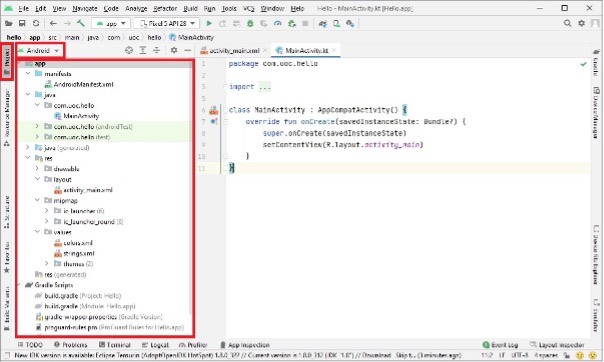 File Edit View Navigate Code Analyze Refactor Build Run Tools VCS Window Help Hello - MainActivity.kt [Hello.app]
hello app src main java com uoc hello MainActivity
app Pixel 5 API 28
Android
activity_main.xml MainActivity.kt
Project
Resource Manager
Structure
Favorites
Build Variants
app
manifests
AndroidManifest.xml
java
com.uoc.hello
MainActivity
com.uoc.hello (androidTest)
com.uoc.hello (test)
java (generated)
res
drawable
layout
activity_main.xml
mipmap
ic_launcher (6)
ic_launcher_round (6)
values
colors.xml
strings.xml
themes (2)
res (generated)
Gradle Scripts
build.gradle (Project: Hello)
build.gradle (Module: Hello.app)
gradle-wrapper.properties (Gradle Version)
proguard-rules.pro (ProGuard Rules for Hello.app)
1 package com.uoc.hello
2
3 import ...
5
6 class MainActivity : AppCompatActivity() {
7 override fun onCreate(savedInstanceState: Bundle?) {
8 super.onCreate(savedInstanceState)
9 setContentView(R.layout.activity_main)
10 }
11 }
Gradle
Device Manager
Device File Explorer
Emulator
TODO Problems Terminal Logcat Profiler App Inspection Event Log Layout Inspector
New JDK version is available: Eclipse Temurin (AdoptOpenJDK HotSpot) 1.8.0_322 // Current version is 1.8.0_312 (JDK "1.8") // Download Skip t... (3 minutes ago) 11:2 LF UTF-8 4 spaces